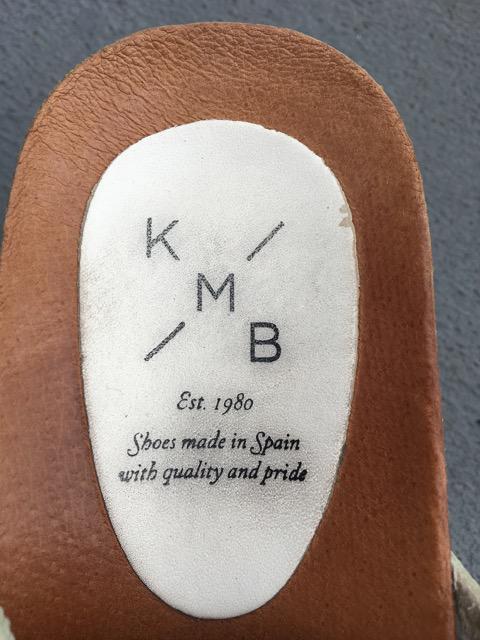 K /
M
/ B
Est. 1980
Shoes made in Spain
with quality and pride